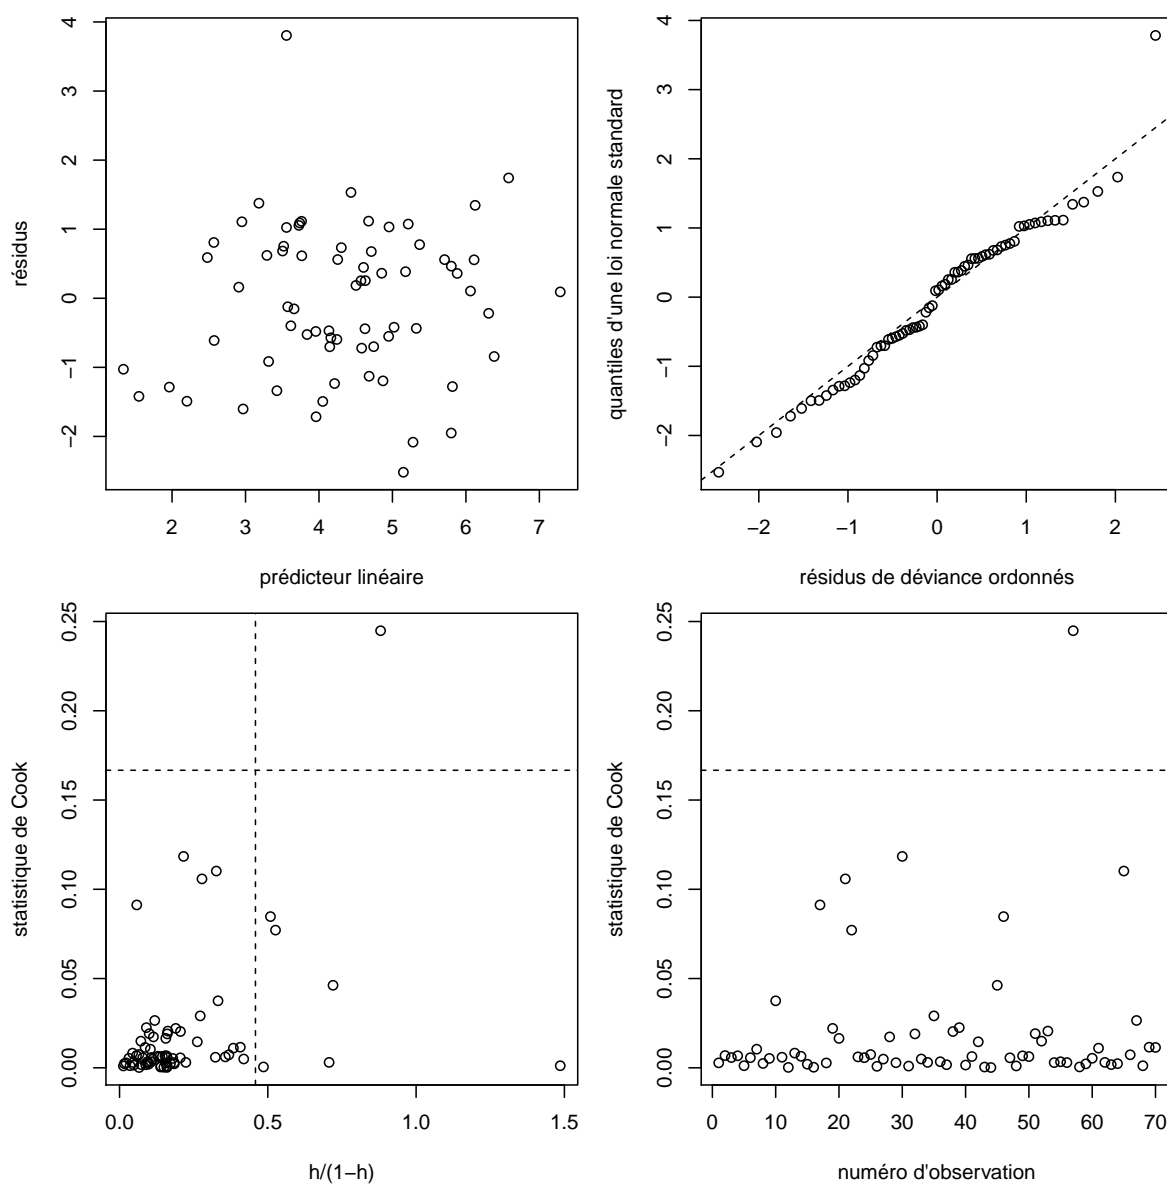 4
3
2
1
0
−1
−2
résidus
2 3 4 5 6 7
prédicteur linéaire
4
3
2
1
0
−1
−2
quantiles d'une loi normale standard
−2 −1 0 1 2
résidus de déviance ordonnés
0.25
0.20
0.15
0.10
0.05
0.00
statistique de Cook
0.0 0.5 1.0 1.5
h/(1−h)
0.25
0.20
0.15
0.10
0.05
0.00
statistique de Cook
0 10 20 30 40 50 60 70
numéro d'observation